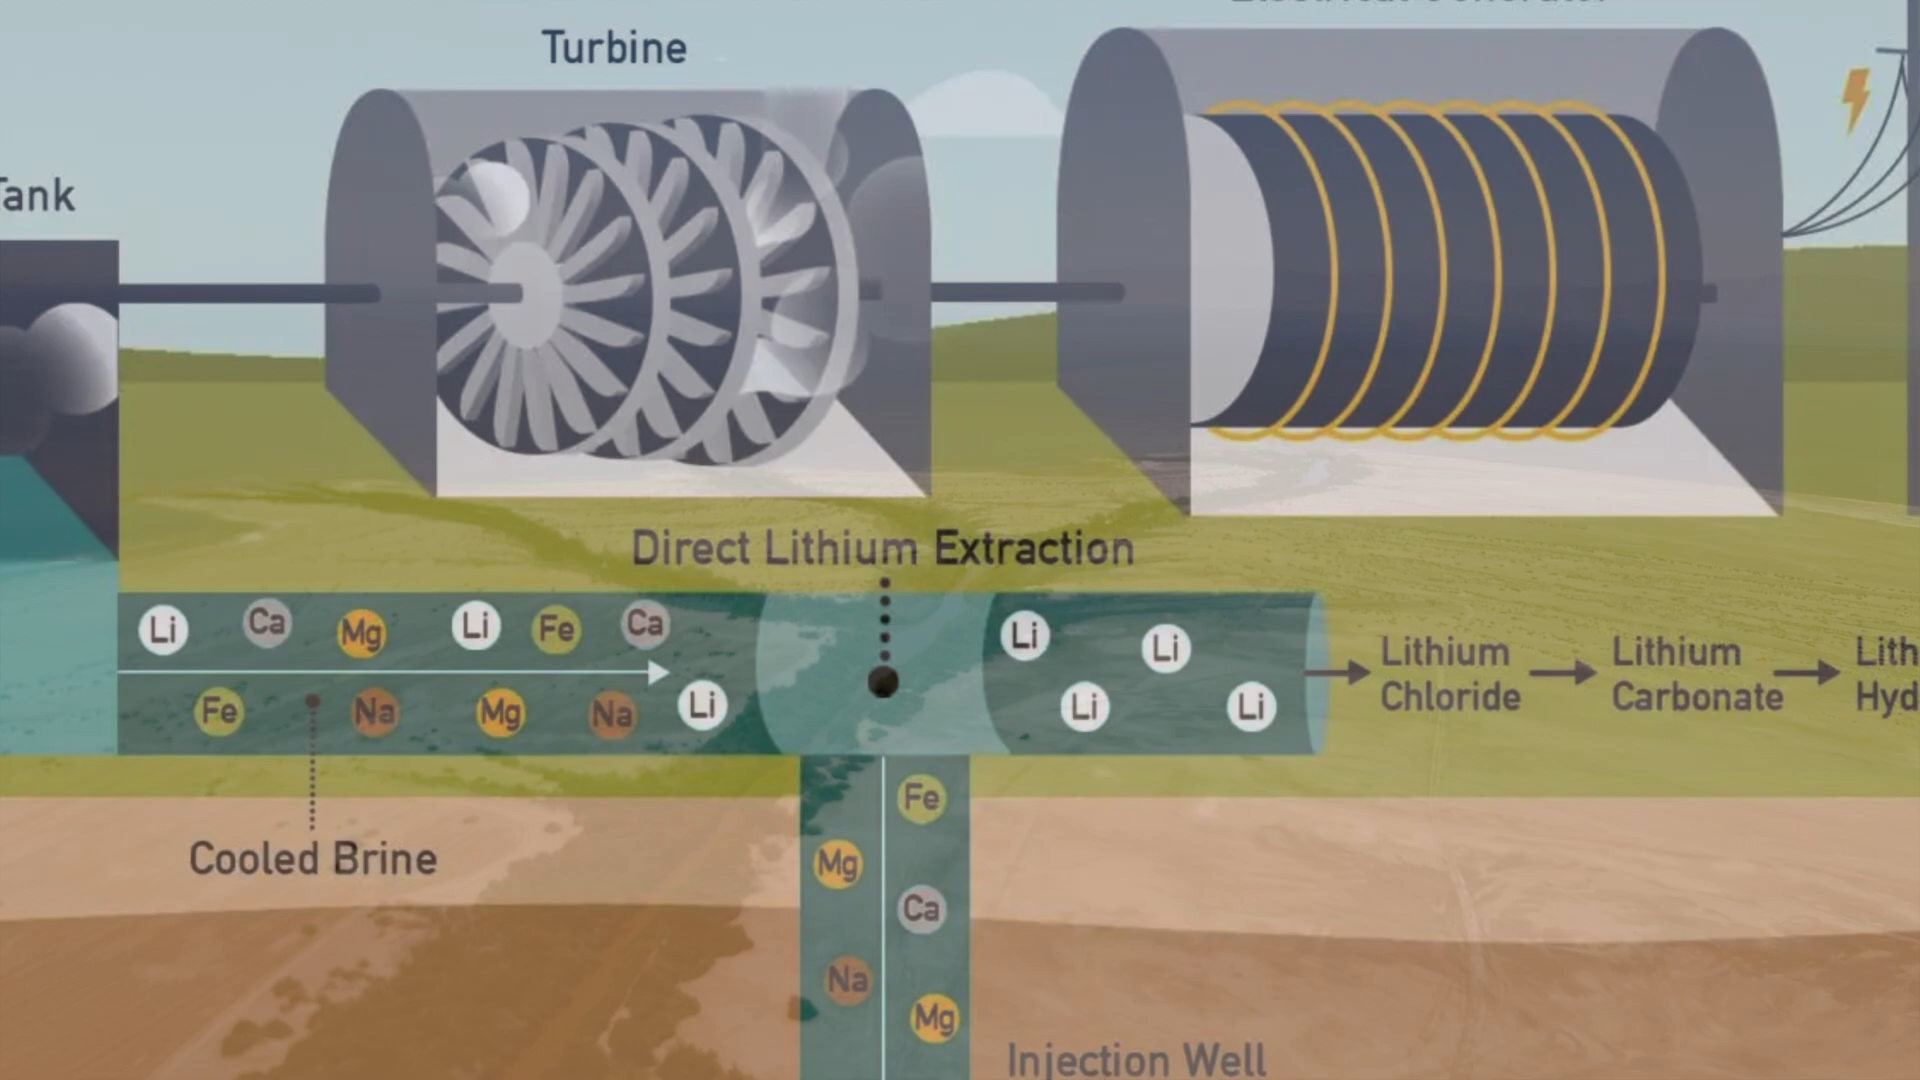 Turbine
Tank
Direct Lithium Extraction
Li Ca Mg Li Fe Ca
Fe Na Mg Na Li
Li Li
Li Li
Lithium
Chloride
Lithium
Carbonate
Lith
Hyd
Cooled Brine
Fe
Mg
Ca
Na
Mg
Injection Well